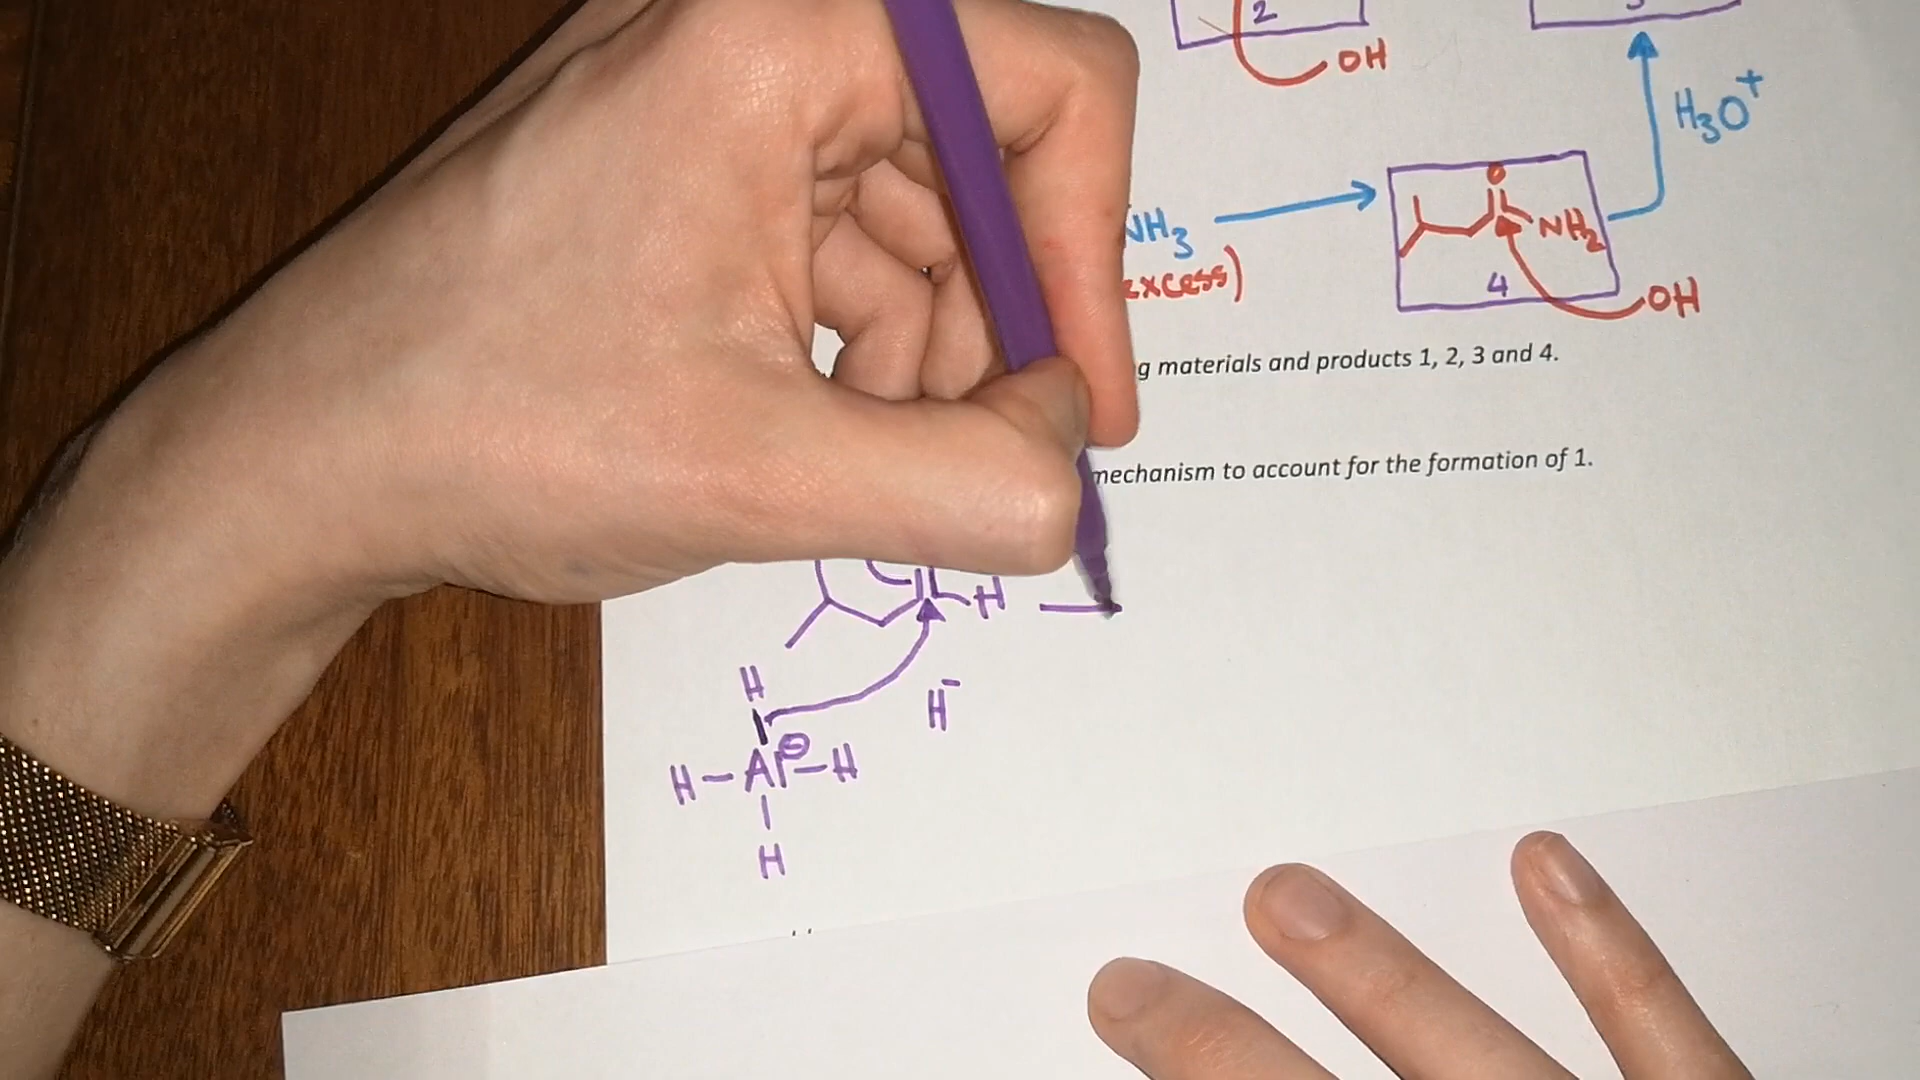 2
OH
H₃O⁺
NH₃
O
NH₂
excess)
4
OH
g materials and products 1, 2, 3 and 4.
mechanism to account for the formation of 1.
H
H
H⁻
H–Al⊖–H
H